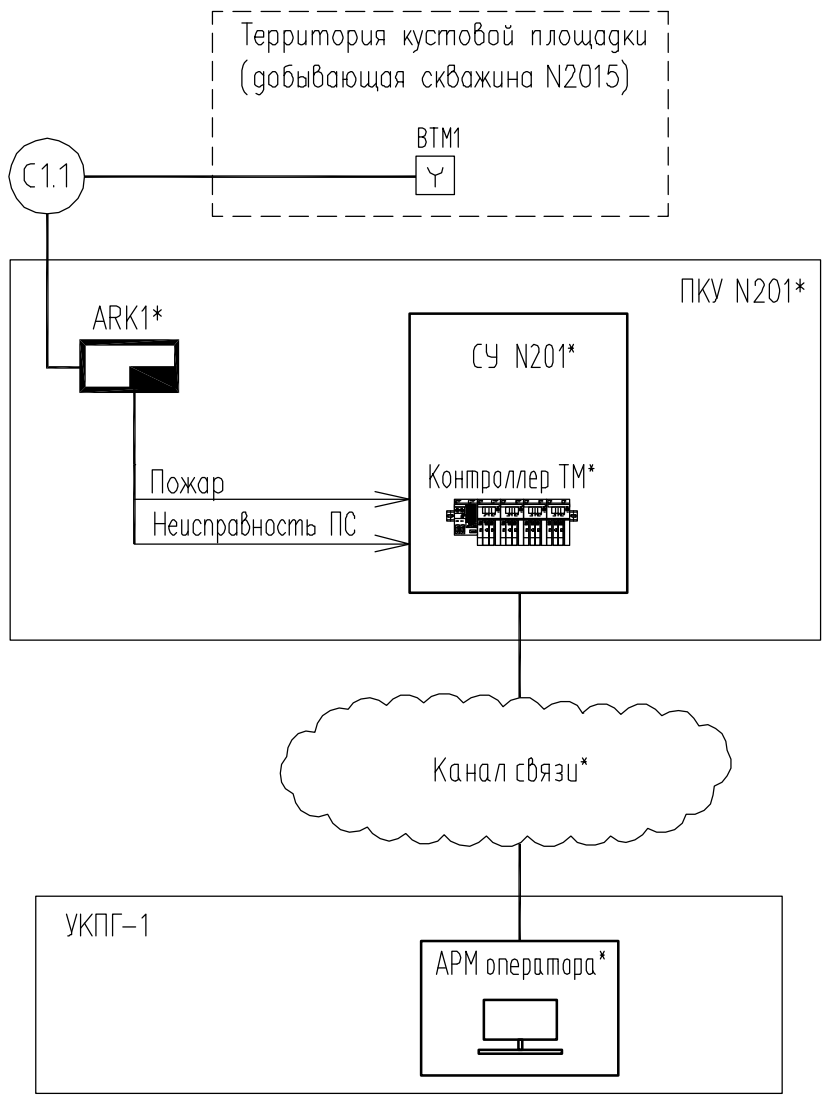 Территория кустовой площадки
(добывающая скважина N2015)
ВТМ1
С1.1
ПКУ N201*
ARK1*
СУ N201*
Контроллер ТМ*
Пожар
Неисправность ПС
Канал связи*
УКПГ-1
АРМ оператора*